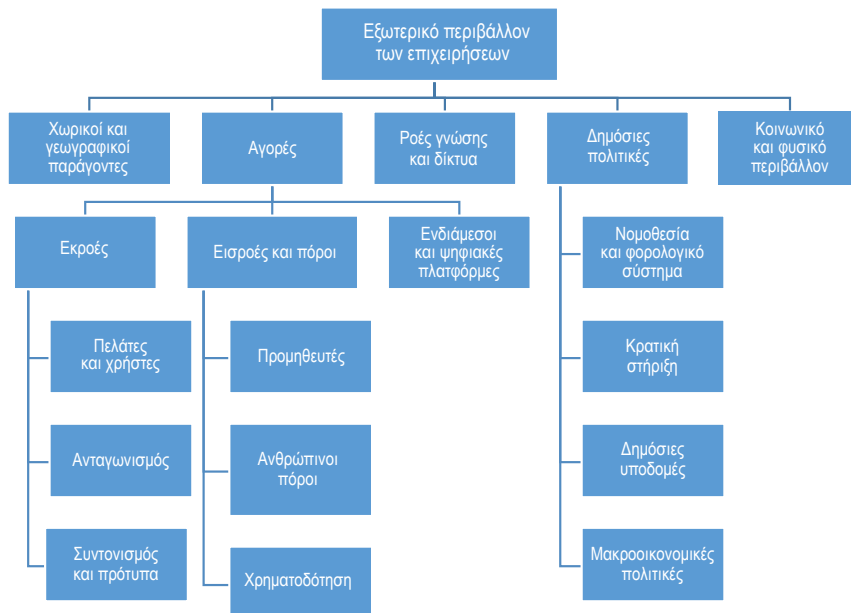 Εξωτερικό περιβάλλον
των επιχειρήσεων
Χωρικοί και
γεωγραφικοί
παράγοντες
Αγορές
Ροές γνώσης
και δίκτυα
Δημόσιες
πολιτικές
Κοινωνικό
και φυσικό
περιβάλλον
Εκροές
Εισροές και πόροι
Ενδιάμεσοι
και ψηφιακές
πλατφόρμες
Νομοθεσία
και φορολογικό
σύστημα
Πελάτες
και χρήστες
Προμηθευτές
Κρατική
στήριξη
Ανταγωνισμός
Ανθρώπινοι
πόροι
Δημόσιες
υποδομές
Συντονισμός
και πρότυπα
Χρηματοδότηση
Μακροοικονομικές
πολιτικές